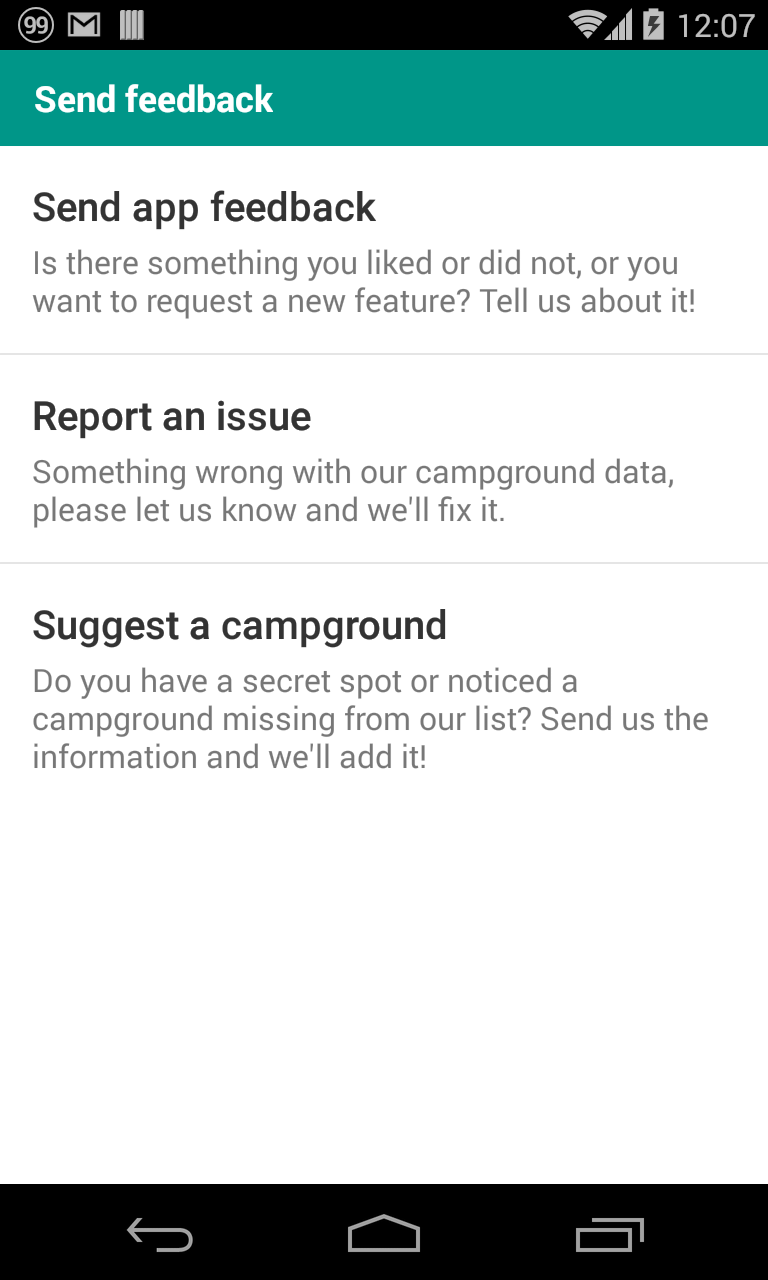 99
12:07
Send feedback
Send app feedback
Is there something you liked or did not, or you
want to request a new feature? Tell us about it!
Report an issue
Something wrong with our campground data,
please let us know and we'll fix it.
Suggest a campground
Do you have a secret spot or noticed a
campground missing from our list? Send us the
information and we'll add it!